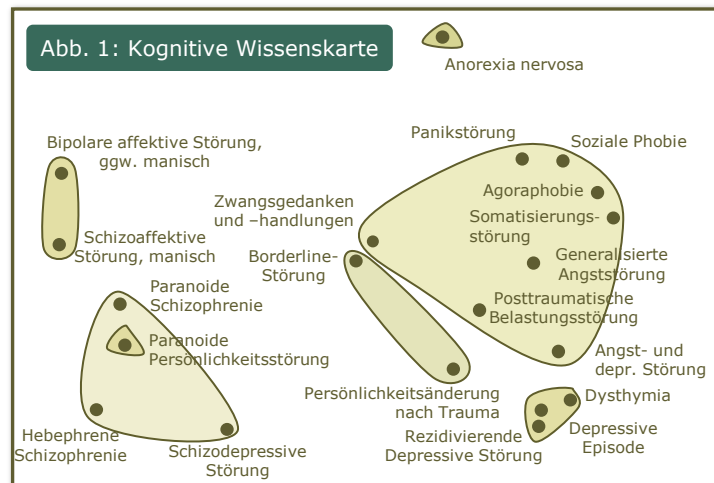 Abb. 1: Kognitive Wissenskarte
Anorexia nervosa
Bipolare affektive Störung,
ggw. manisch
Panikstörung
Soziale Phobie
Agoraphobie
Zwangsgedanken
und –handlungen
Somatisierungs-
störung
Schizoaffektive
Störung, manisch
Borderline-
Störung
Generalisierte
Angststörung
Paranoide
Schizophrenie
Posttraumatische
Belastungsstörung
Paranoide
Persönlichkeitsstörung
Angst- und
depr. Störung
Persönlichkeitsänderung
nach Trauma
Dysthymia
Hebephrene
Schizophrenie
Schizodepressive
Störung
Rezidivierende
Depressive Störung
Depressive
Episode